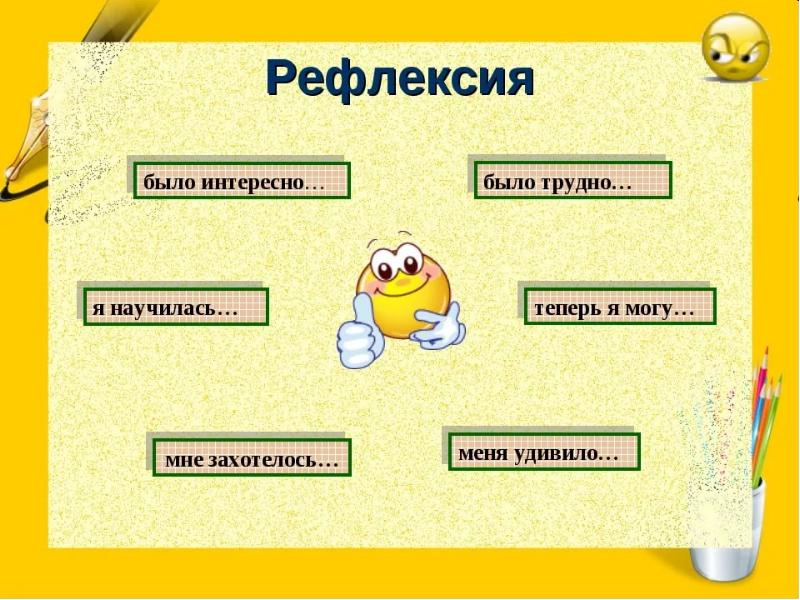 Рефлексия
было интересно…
было трудно…
я научилась…
теперь я могу…
мне захотелось…
меня удивило…